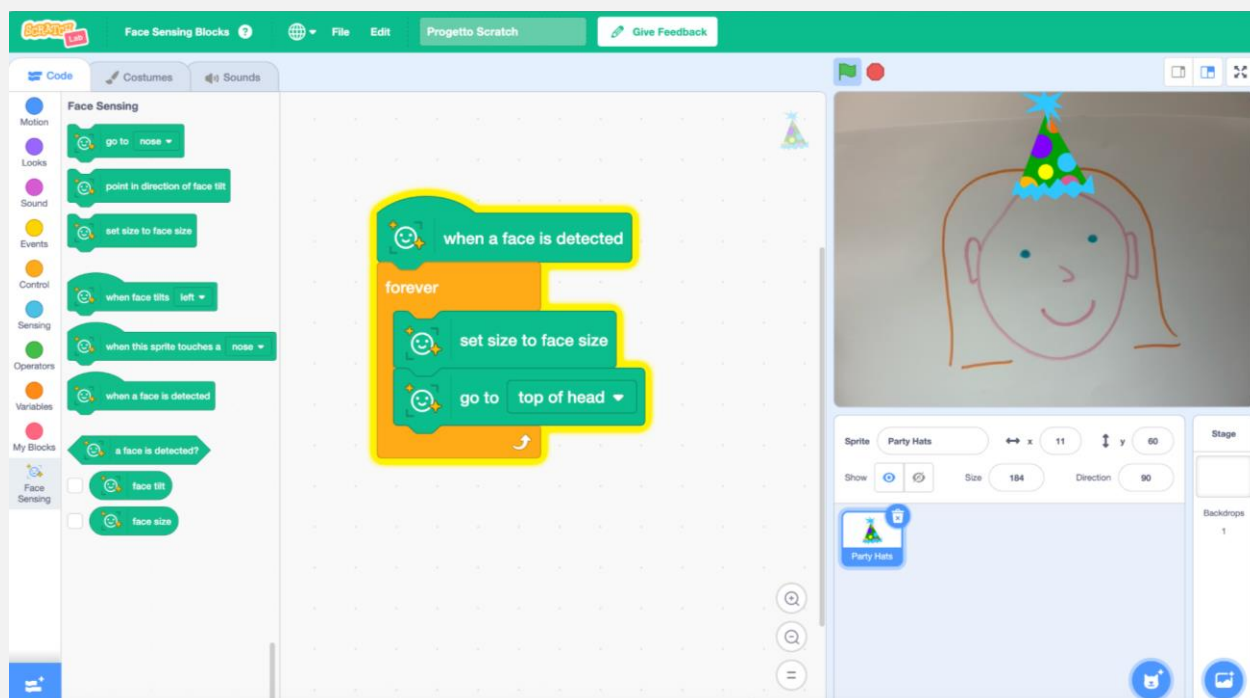 SCRATCH Lab Face Sensing Blocks ? File Edit Progetto Scratch Give Feedback
Code Costumes Sounds
Motion
Looks
Sound
Events
Control
Sensing
Operators
Variables
My Blocks
Face
Sensing
Face Sensing
go to nose
point in direction of face tilt
set size to face size
when face tilts left
when this sprite touches a nose
when a face is detected
a face is detected?
face tilt
face size
when a face is detected
forever
set size to face size
go to top of head
Sprite Party Hats x 11 y 60
Show Size 184 Direction 90
Party Hats
Stage
Backdrops
1